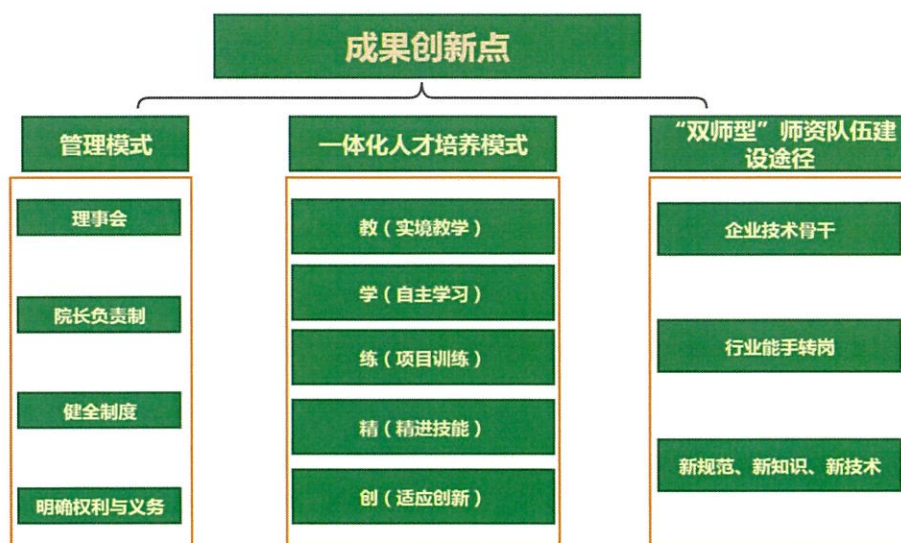 成果创新点
管理模式
理事会
院长负责制
健全制度
明确权利与义务
一体化人才培养模式
教（实境教学）
学（自主学习）
练（项目训练）
精（精进技能）
创（适应创新）
“双师型”师资队伍建
设途径
企业技术骨干
行业能手转岗
新规范、新知识、新技术